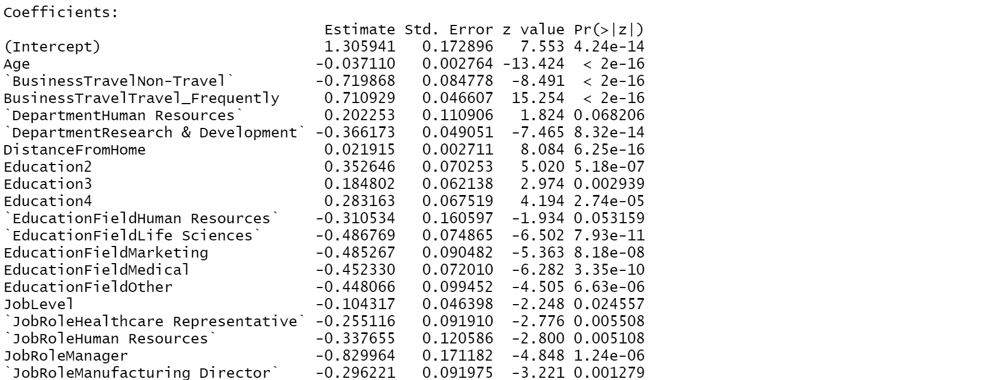 Coefficients:
Estimate Std. Error z value Pr(>|z|)
(Intercept) 1.305941 0.172896 7.553 4.24e-14
Age -0.037110 0.002764 -13.424 < 2e-16
`BusinessTravelNon-Travel` -0.719868 0.084778 -8.491 < 2e-16
BusinessTravelTravel_Frequently 0.710929 0.046607 15.254 < 2e-16
`DepartmentHuman Resources` 0.202253 0.110906 1.824 0.068206
`DepartmentResearch & Development` -0.366173 0.049051 -7.465 8.32e-14
DistanceFromHome 0.021915 0.002711 8.084 6.25e-16
Education2 0.352646 0.070253 5.020 5.18e-07
Education3 0.184802 0.062138 2.974 0.002939
Education4 0.283163 0.067519 4.194 2.74e-05
`EducationFieldHuman Resources` -0.310534 0.160597 -1.934 0.053159
`EducationFieldLife Sciences` -0.486769 0.074865 -6.502 7.93e-11
EducationFieldMarketing -0.485267 0.090482 -5.363 8.18e-08
EducationFieldMedical -0.452330 0.072010 -6.282 3.35e-10
EducationFieldOther -0.448066 0.099452 -4.505 6.63e-06
JobLevel -0.104317 0.046398 -2.248 0.024557
`JobRoleHealthcare Representative` -0.255116 0.091910 -2.776 0.005508
`JobRoleHuman Resources` -0.337655 0.120586 -2.800 0.005108
JobRoleManager -0.829964 0.171182 -4.848 1.24e-06
`JobRoleManufacturing Director` -0.296221 0.091975 -3.221 0.001279